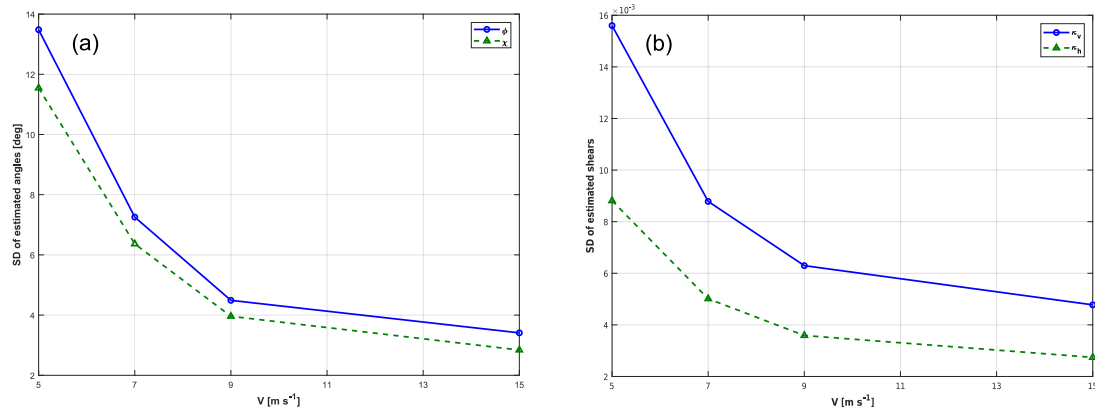 (a)
ϕ
χ
14
12
10
8
6
4
2
SD of estimated angles [deg]
5 7 9 11 13 15
V [m s⁻¹]
(b)
×10⁻³
κᵥ
κₕ
16
14
12
10
8
6
4
2
SD of estimated shears
5 7 9 11 13 15
V [m s⁻¹]